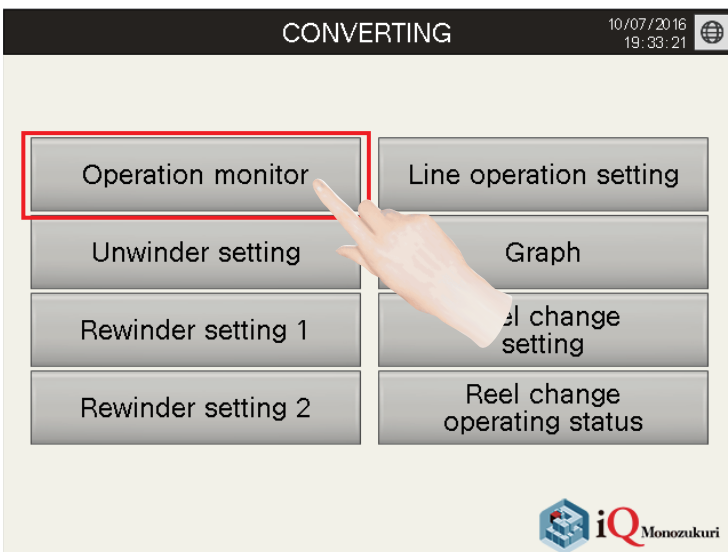 CONVERTING
10/07/2016
19:33:21
Operation monitor
Line operation setting
Unwinder setting
Graph
Rewinder setting 1
change
setting
Rewinder setting 2
Reel change
operating status
iQ Monozukuri